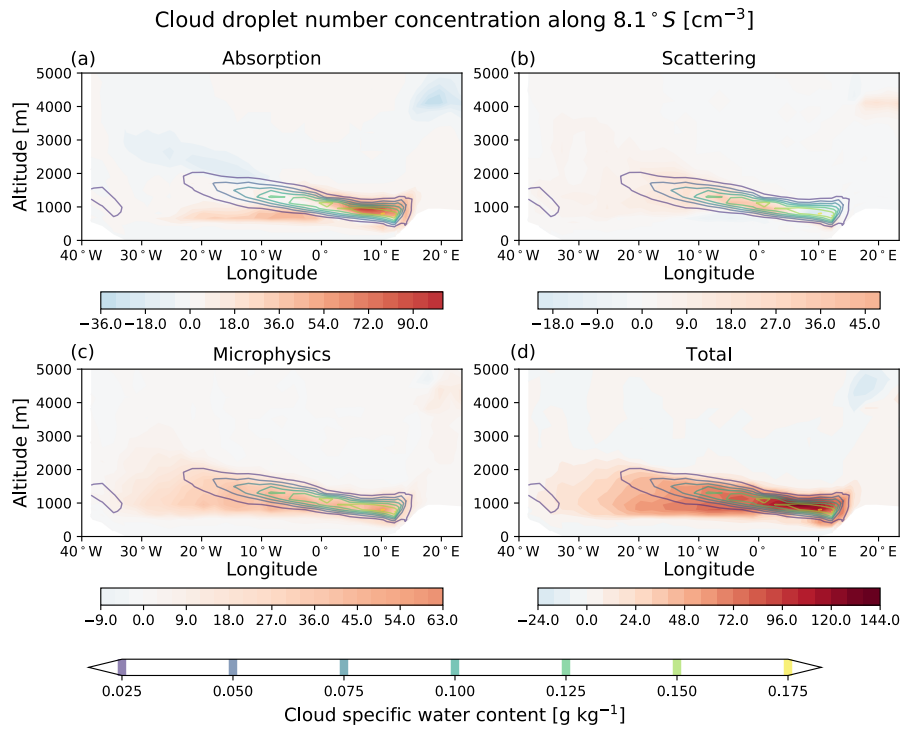 Cloud droplet number concentration along 8.1°S [cm⁻³]
(a) Absorption
(b) Scattering
Altitude [m]
5000
4000
3000
2000
1000
0
40°W 30°W 20°W 10°W 0° 10°E 20°E
Longitude
−36.0 −18.0 0.0 18.0 36.0 54.0 72.0 90.0
Altitude [m]
5000
4000
3000
2000
1000
0
40°W 30°W 20°W 10°W 0° 10°E 20°E
Longitude
−18.0 −9.0 0.0 9.0 18.0 27.0 36.0 45.0
(c) Microphysics
(d) Total
Altitude [m]
5000
4000
3000
2000
1000
0
40°W 30°W 20°W 10°W 0° 10°E 20°E
Longitude
−9.0 0.0 9.0 18.0 27.0 36.0 45.0 54.0 63.0
Altitude [m]
5000
4000
3000
2000
1000
0
40°W 30°W 20°W 10°W 0° 10°E 20°E
Longitude
−24.0 0.0 24.0 48.0 72.0 96.0 120.0 144.0
0.025 0.050 0.075 0.100 0.125 0.150 0.175
Cloud specific water content [g kg⁻¹]